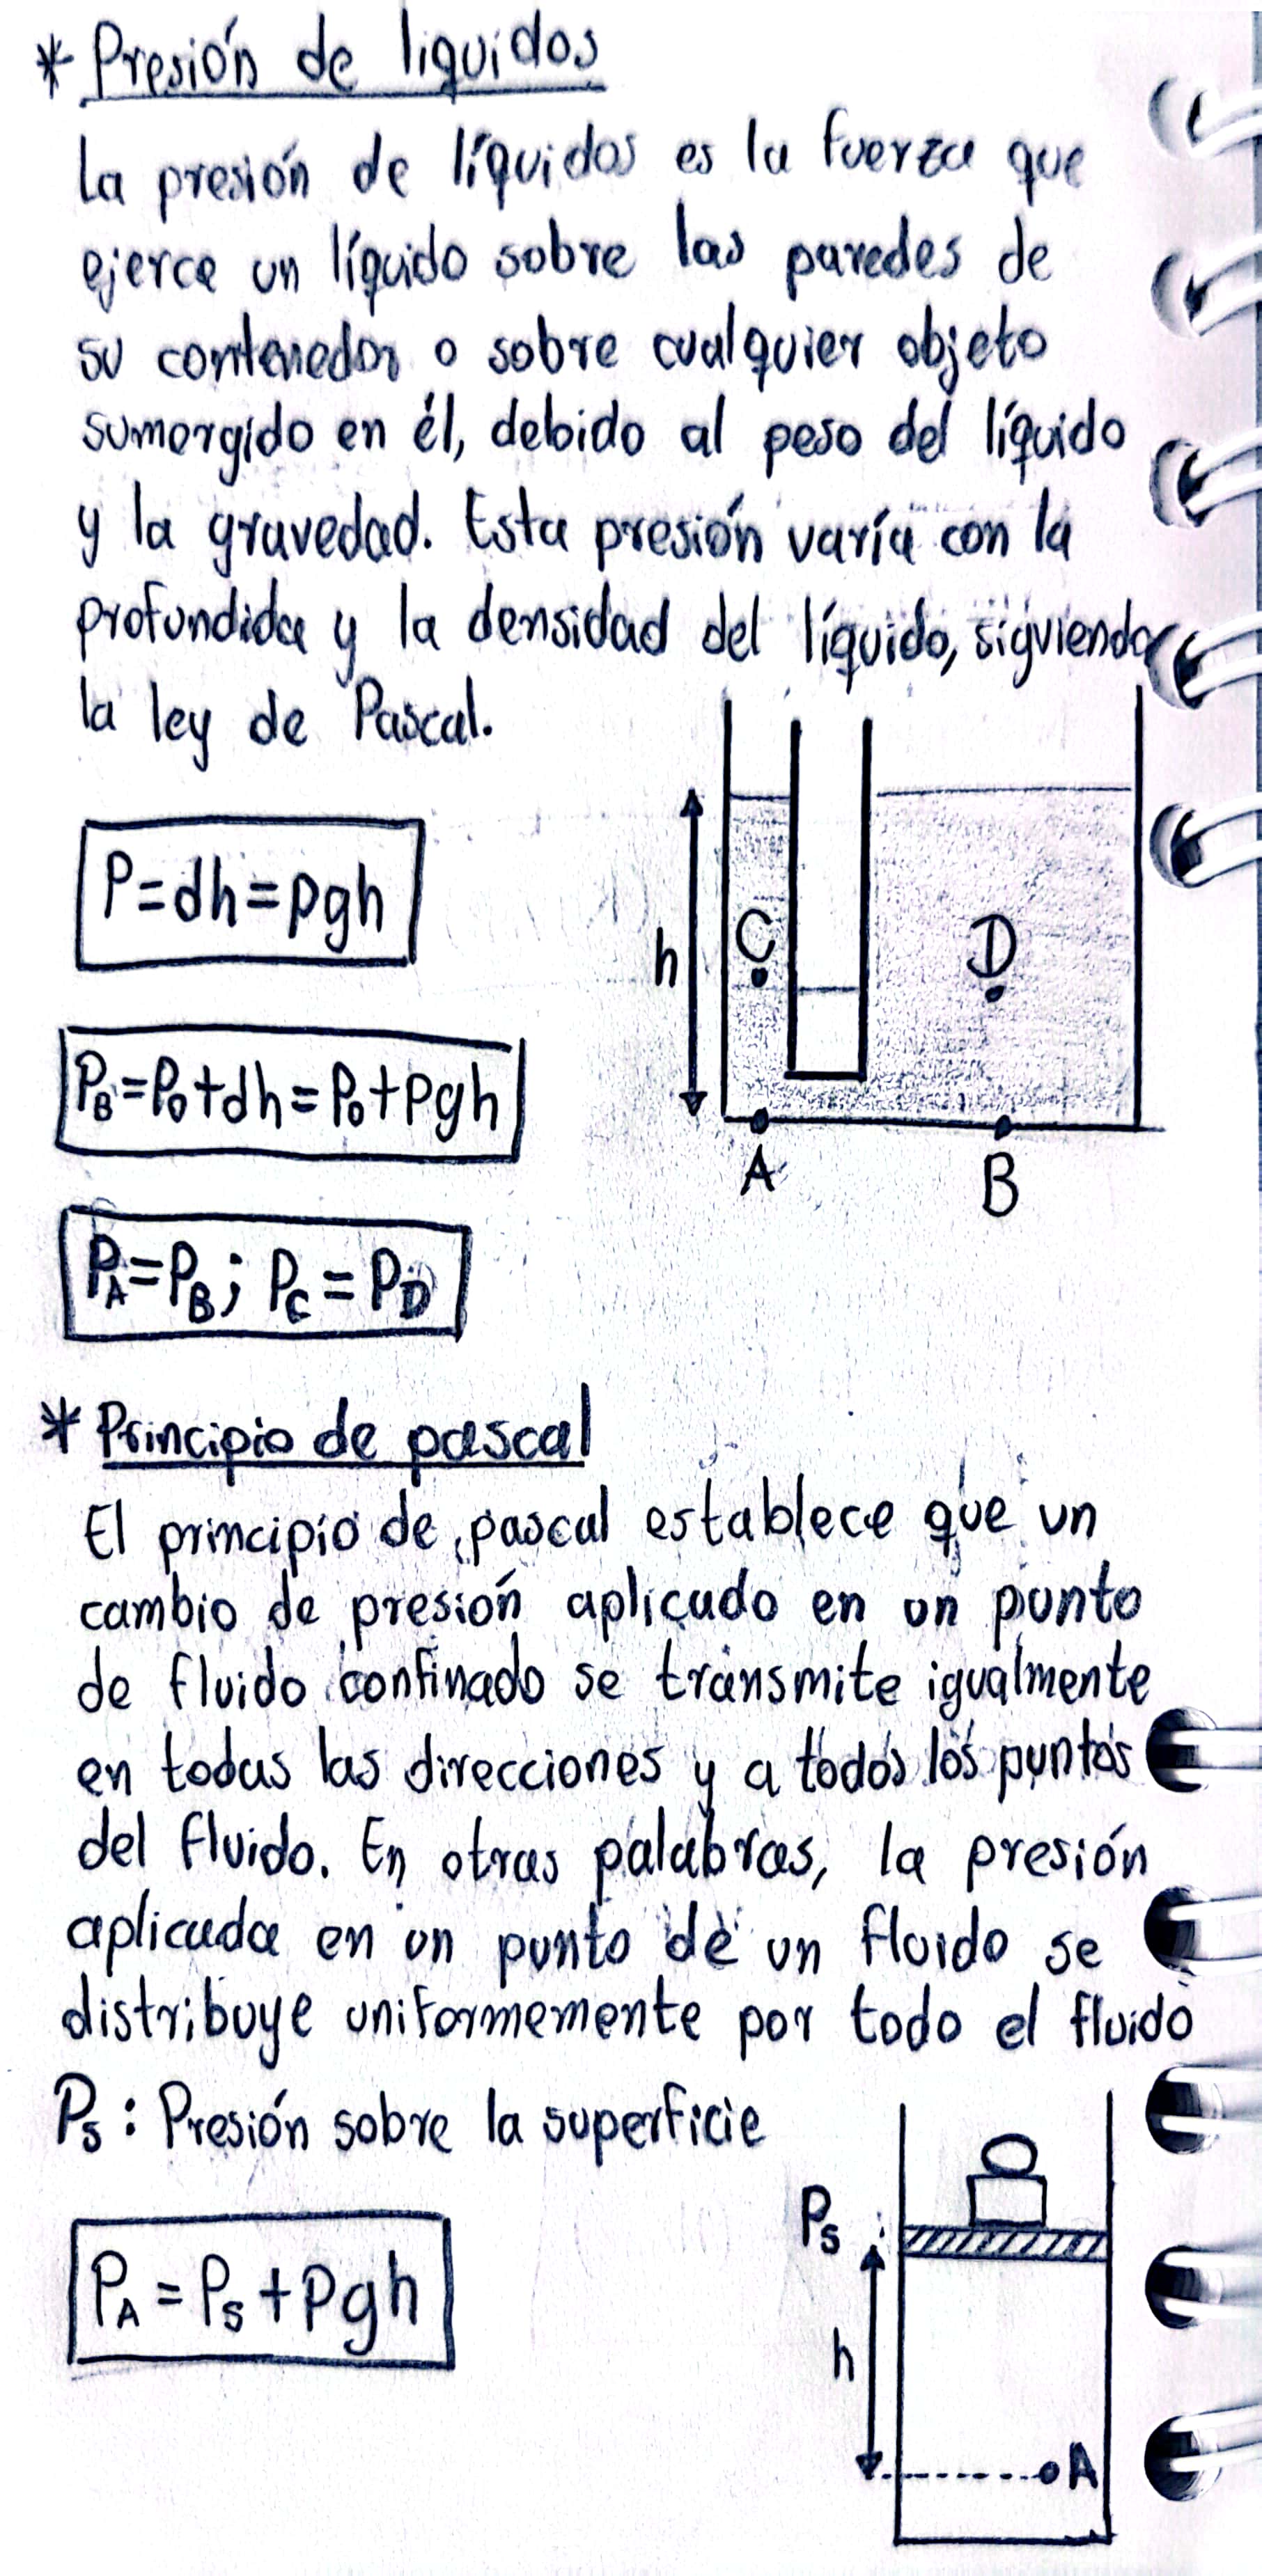 * Presión de liquidos
La presión de líquidos es la fuerza que
ejerce un líquido sobre las paredes de
su contenedor o sobre cualquier objeto
sumergido en él, debido al peso del líquido
y la gravedad. Esta presión varía con la
profundida y la densidad del líquido, siguiendo
la ley de Pascal.
P=dh=ρgh
h
C
D
P_B=P_0+dh=P_0+ρgh
A
B
P_A=P_B; P_C=P_D
* Principio de pascal
El principio de pascal establece que un
cambio de presión aplicado en un punto
de fluido confinado se transmite igualmente
en todas las direcciones y a todos los puntos
del fluido. En otras palabras, la presión
aplicada en un punto de un fluido se
distribuye uniformemente por todo el fluido
P_s: Presión sobre la superficie
P_s
P_A = P_s + ρgh
h
A